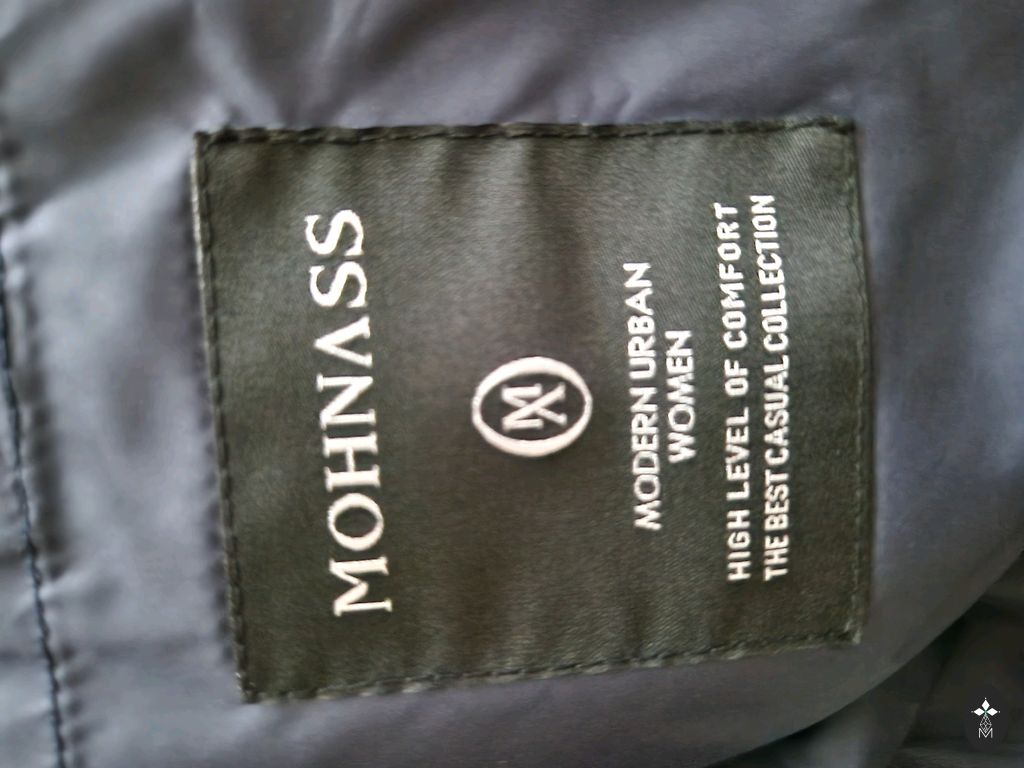 MOHNASS
MODERN URBAN
WOMEN
HIGH LEVEL OF COMFORT
THE BEST CASUAL COLLECTION